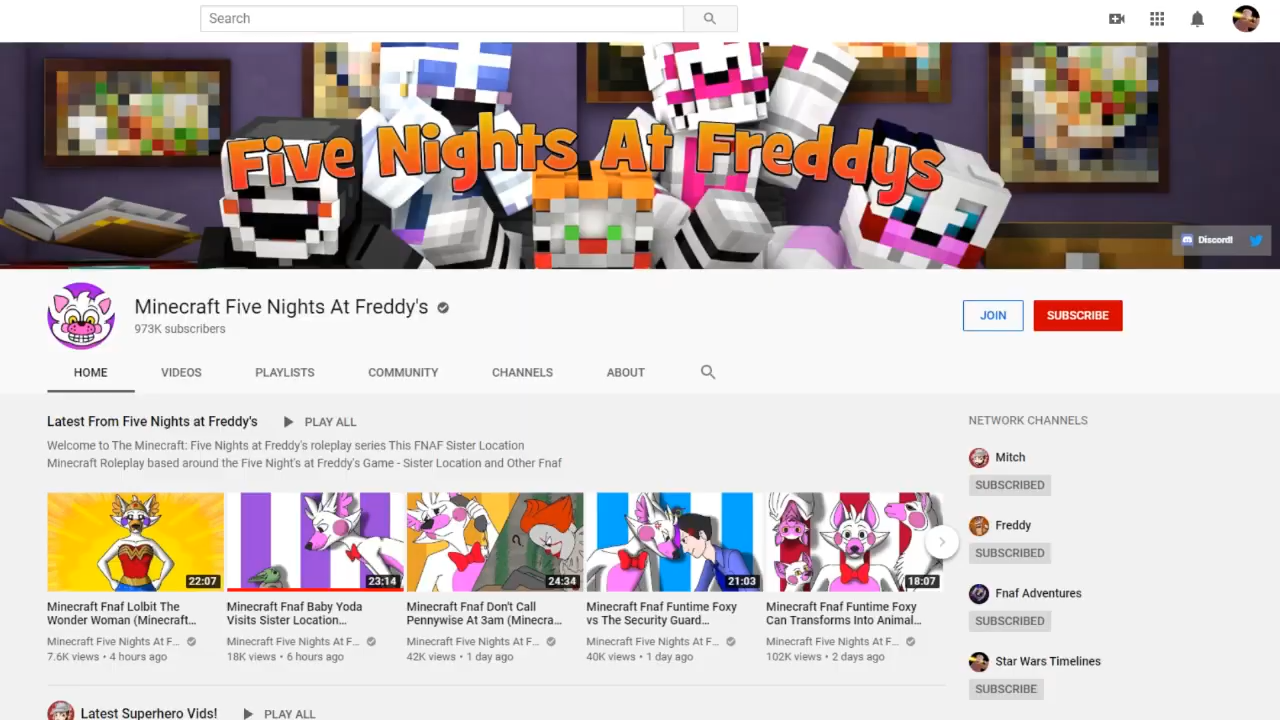 Search
Five Nights At Freddys
Discord!
Minecraft Five Nights At Freddy's
973K subscribers
JOIN
SUBSCRIBE
HOME
VIDEOS
PLAYLISTS
COMMUNITY
CHANNELS
ABOUT
Latest From Five Nights at Freddy's
PLAY ALL
Welcome to The Minecraft: Five Nights at Freddy's roleplay series This FNAF Sister Location
Minecraft Roleplay based around the Five Night's at Freddy's Game - Sister Location and Other Fnaf
22:07
23:14
24:34
21:03
18:07
Minecraft Fnaf Lolbit The
Wonder Woman (Minecraft...
Minecraft Five Nights At F...
7.6K views • 4 hours ago
Minecraft Fnaf Baby Yoda
Visits Sister Location...
Minecraft Five Nights At F...
18K views • 6 hours ago
Minecraft Fnaf Don't Call
Pennywise At 3am (Minecra...
Minecraft Five Nights At F...
42K views • 1 day ago
Minecraft Fnaf Funtime Foxy
vs The Security Guard...
Minecraft Five Nights At F...
40K views • 1 day ago
Minecraft Fnaf Funtime Foxy
Can Transforms Into Animal...
Minecraft Five Nights At F...
102K views • 2 days ago
Latest Superhero Vids!
PLAY ALL
NETWORK CHANNELS
Mitch
SUBSCRIBED
Freddy
SUBSCRIBED
Fnaf Adventures
SUBSCRIBED
Star Wars Timelines
SUBSCRIBE